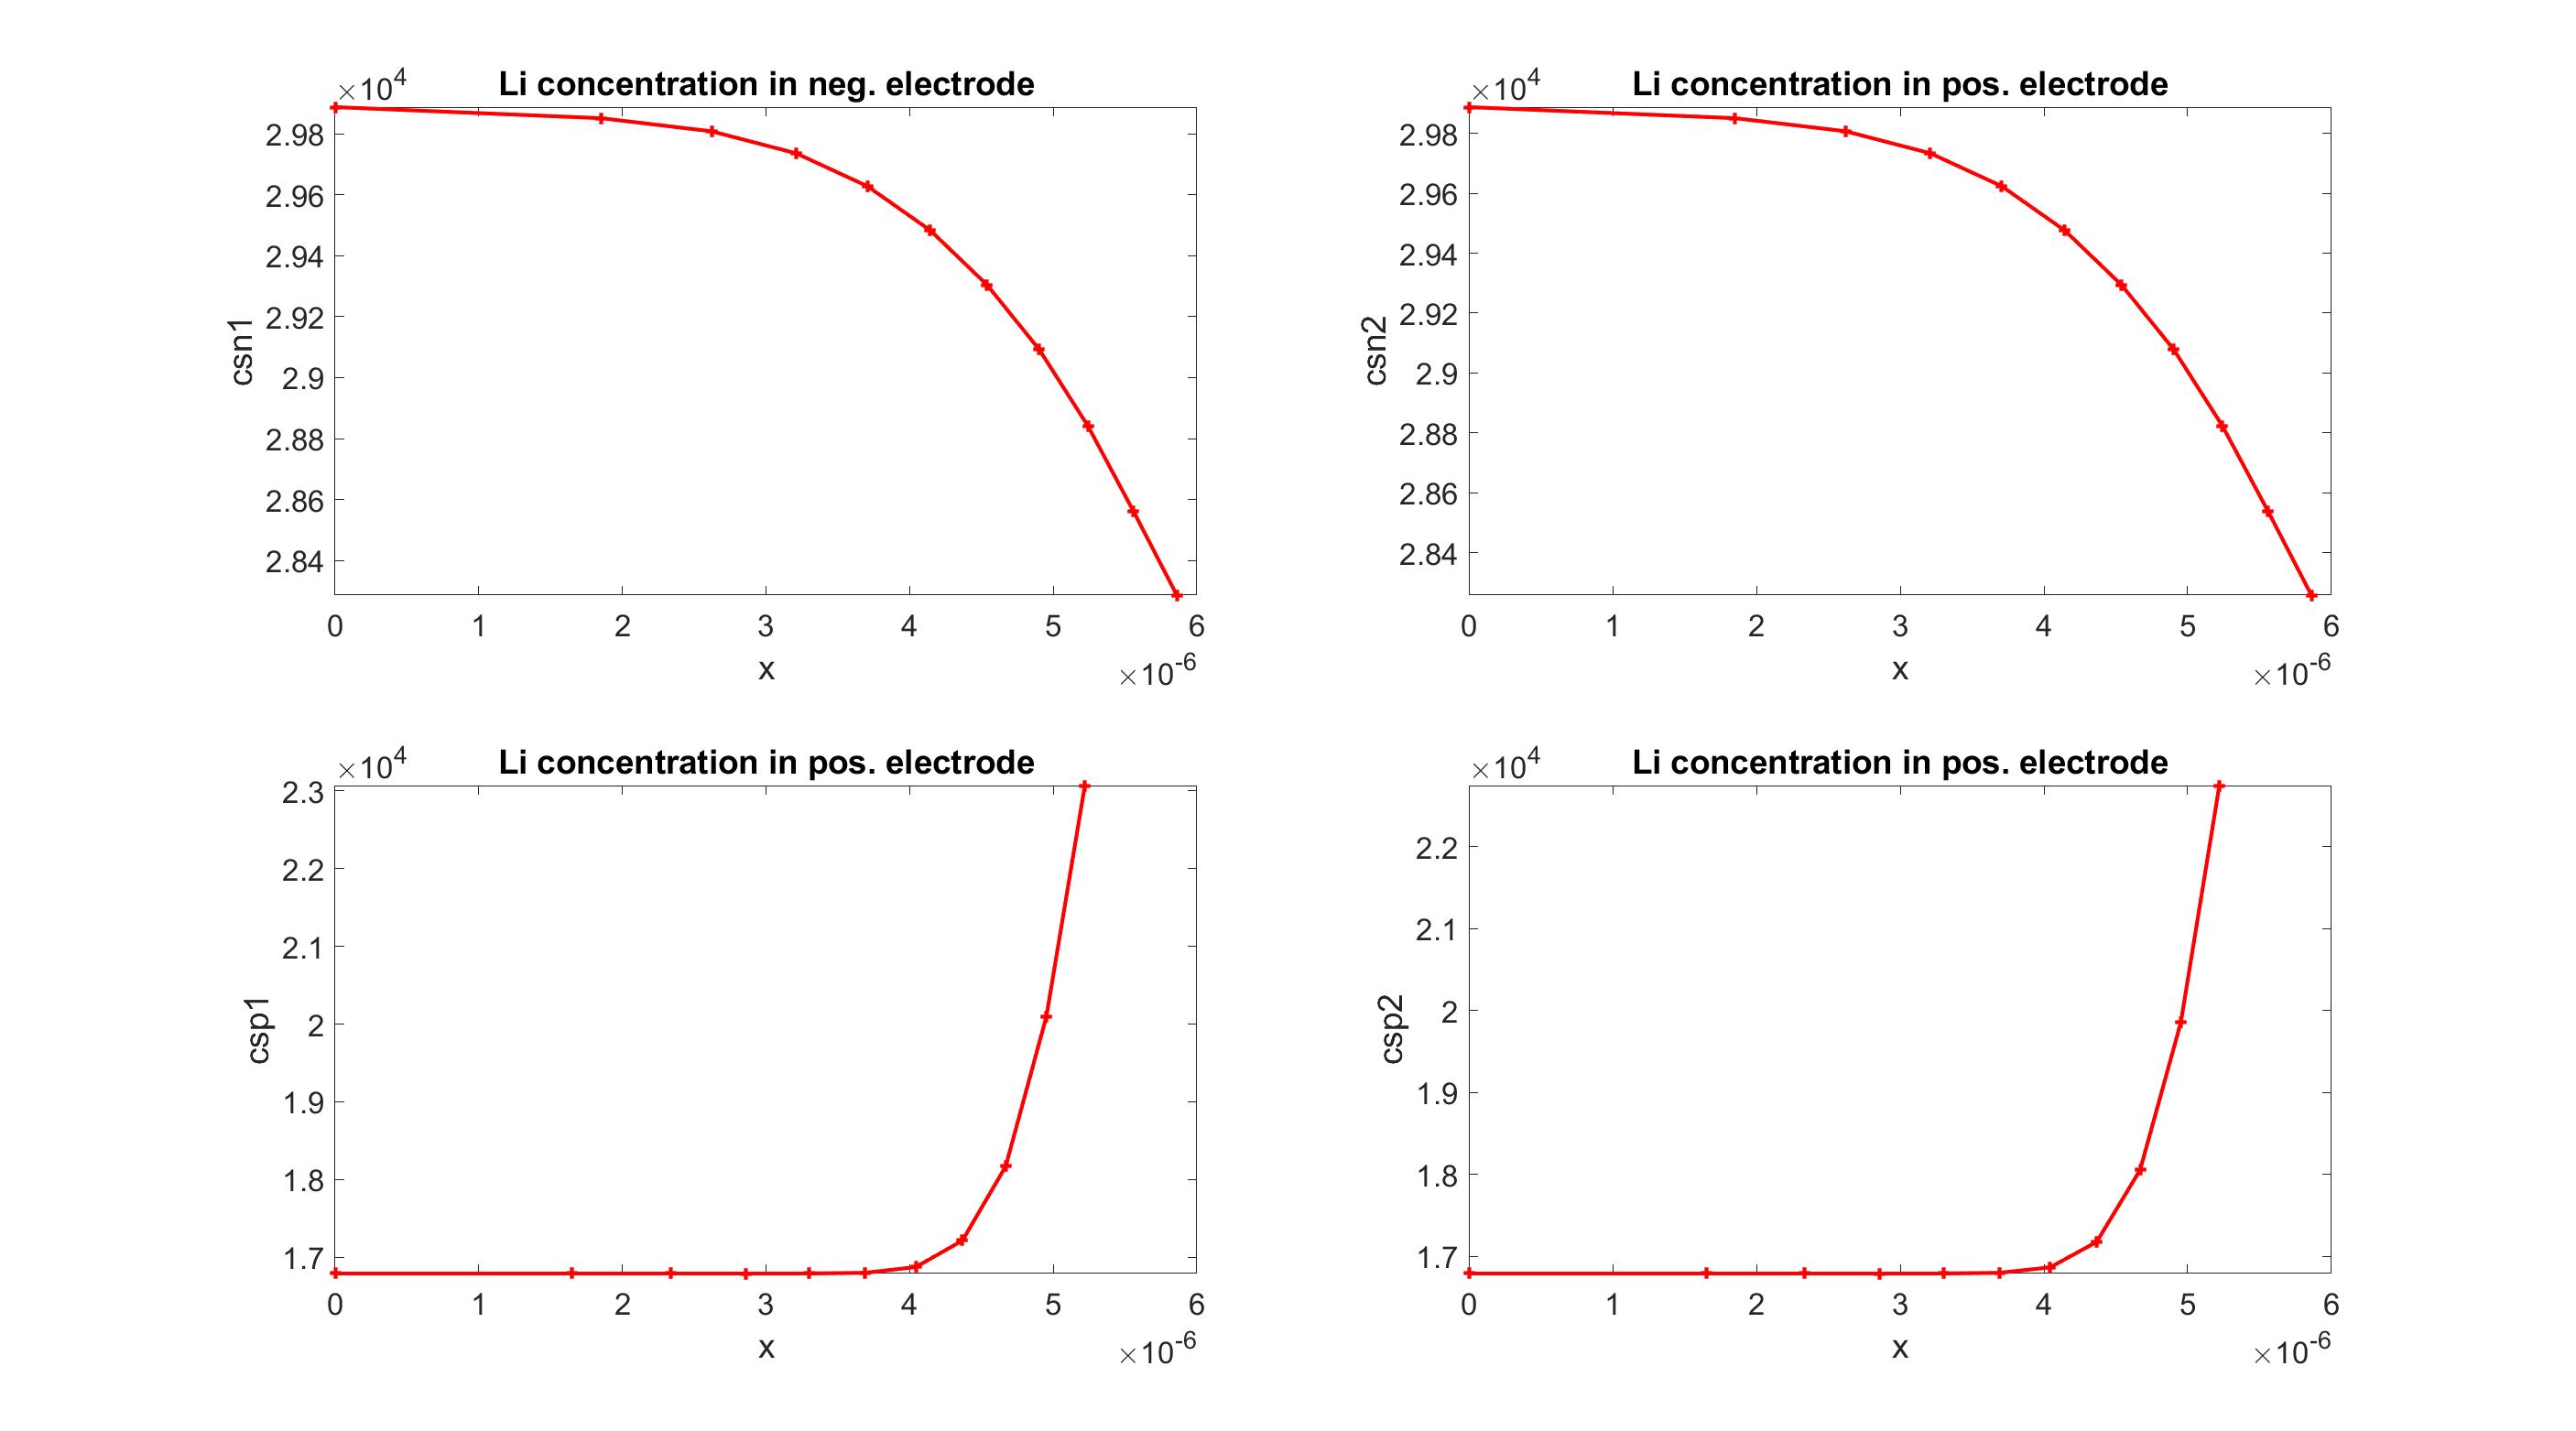 Li concentration in neg. electrode
×10^4
2.98
2.96
2.94
2.92
2.9
2.88
2.86
2.84
csn1
0 1 2 3 4 5 6
x
×10^-6
Li concentration in pos. electrode
×10^4
2.98
2.96
2.94
2.92
2.9
2.88
2.86
2.84
csn2
0 1 2 3 4 5 6
x
×10^-6
Li concentration in pos. electrode
×10^4
2.3
2.2
2.1
2
1.9
1.8
1.7
csp1
0 1 2 3 4 5 6
x
×10^-6
Li concentration in pos. electrode
×10^4
2.2
2.1
2
1.9
1.8
1.7
csp2
0 1 2 3 4 5 6
x
×10^-6